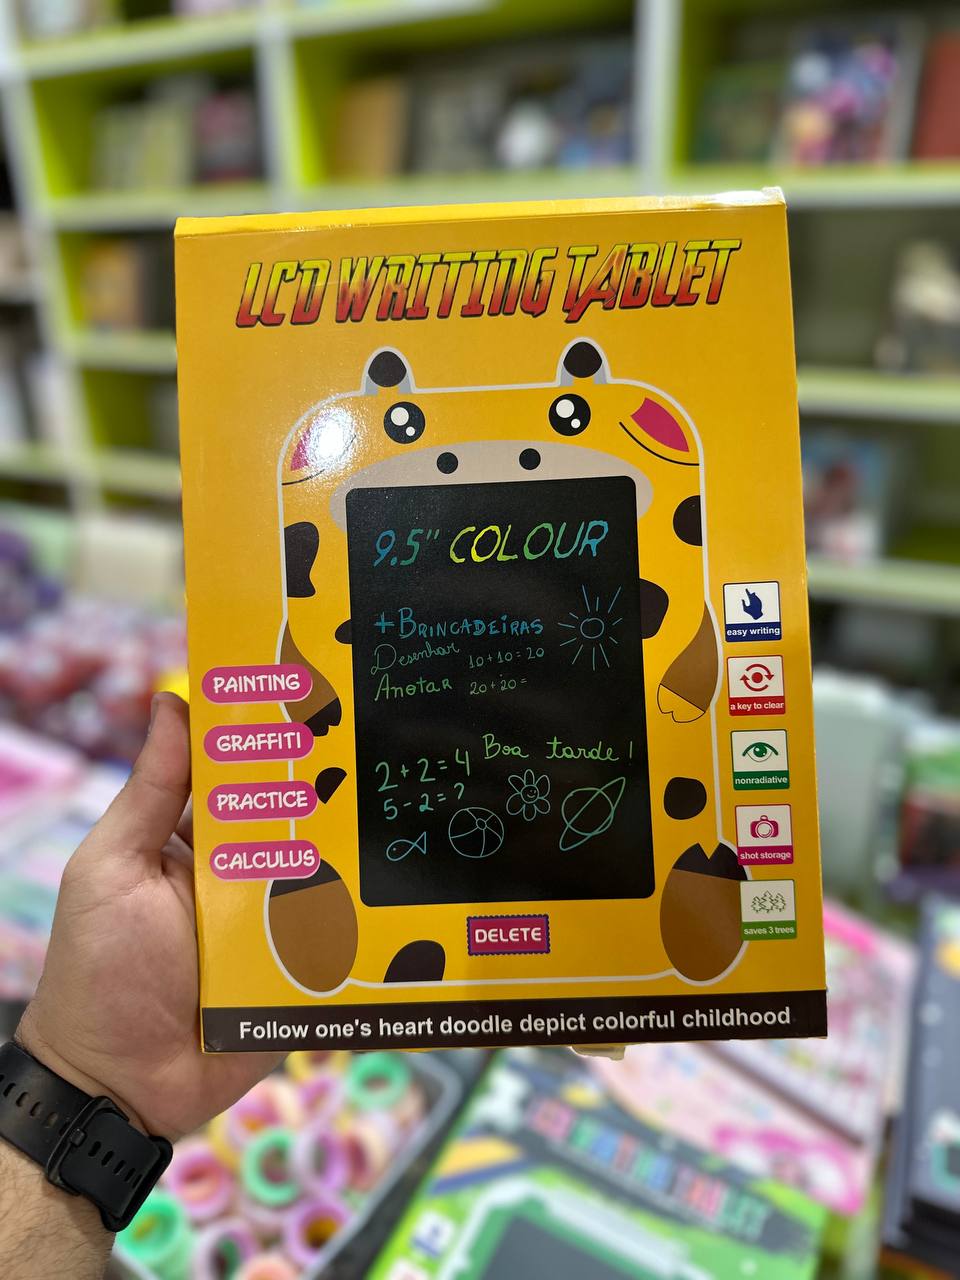 LCD WRITING TABLET
9.5" COLOUR
+ BRINCADEIRAS
Desenhar 10+10=20
Anotar 20+20=
Boa tarde!
2+2=4
5-2=?
PAINTING
GRAFFITI
PRACTICE
CALCULUS
easy writing
a key to clear
nonradiative
shot storage
saves 3 trees
DELETE
Follow one's heart doodle depict colorful childhood